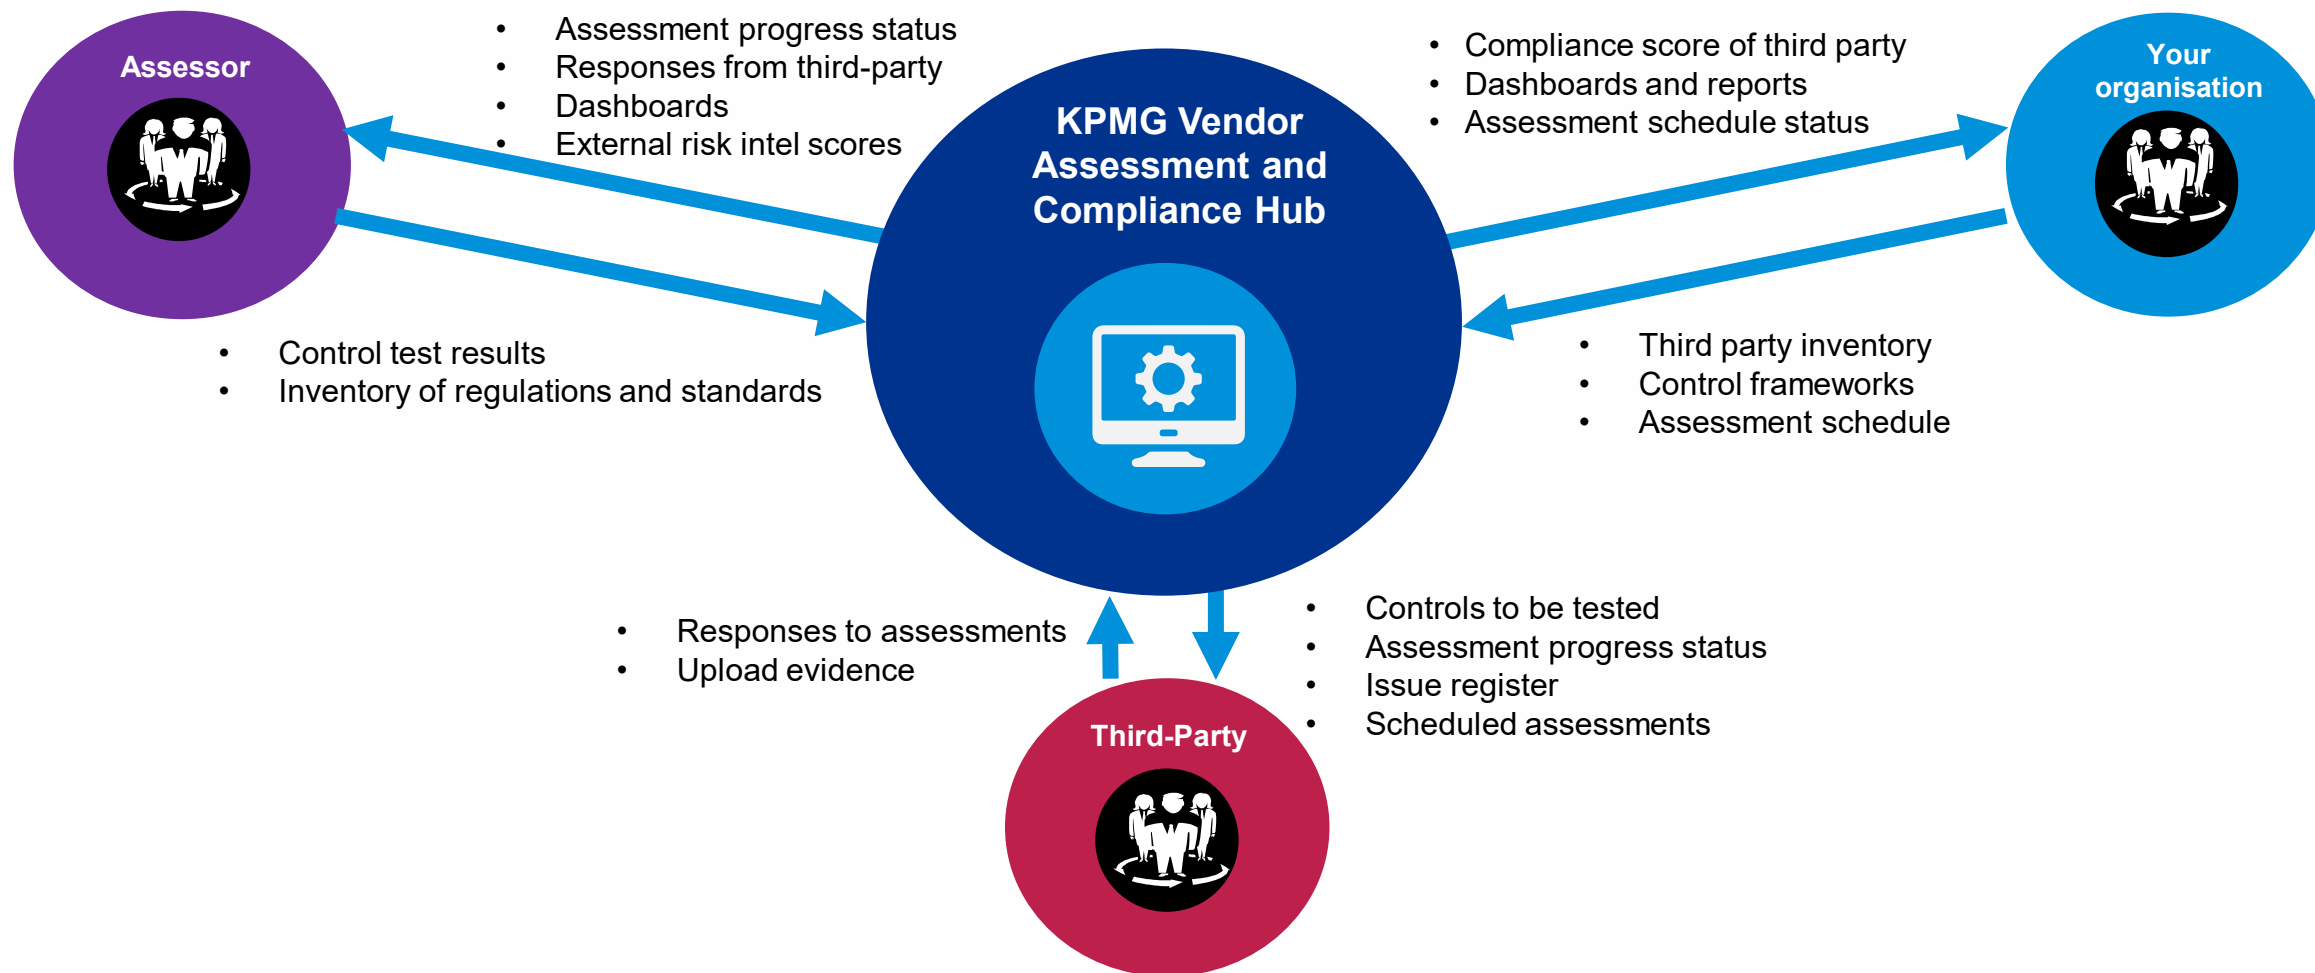 Assessor
• Assessment progress status
• Responses from third-party
• Dashboards
• External risk intel scores
KPMG Vendor
Assessment and
Compliance Hub
• Compliance score of third party
• Dashboards and reports
• Assessment schedule status
Your
organisation
• Control test results
• Inventory of regulations and standards
• Third party inventory
• Control frameworks
• Assessment schedule
• Responses to assessments
• Upload evidence
• Controls to be tested
• Assessment progress status
• Issue register
• Scheduled assessments
Third-Party